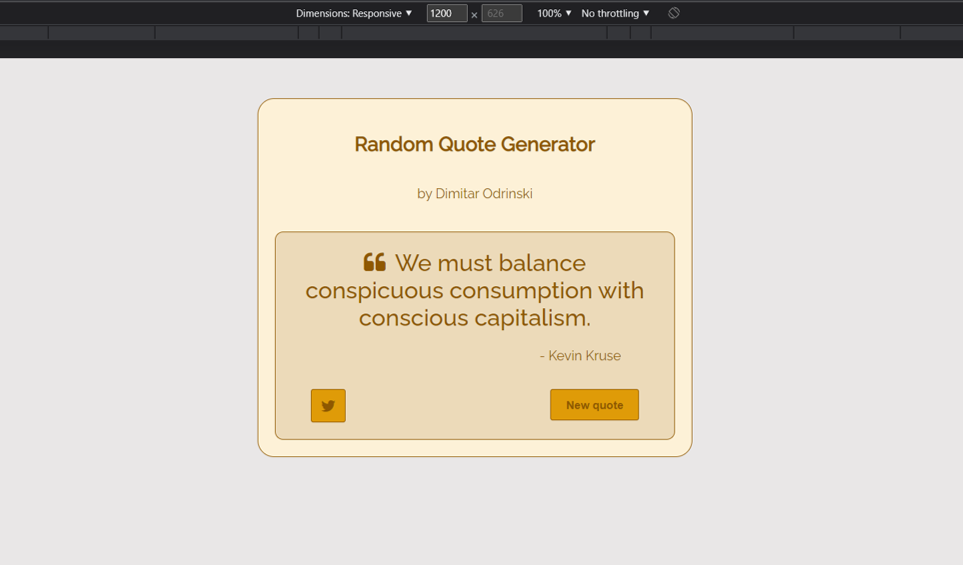 Dimensions: Responsive ▼ 1200 × 626 100% ▼ No throttling ▼
Random Quote Generator
by Dimitar Odrinski
❝ We must balance
conspicuous consumption with
conscious capitalism.
- Kevin Kruse
New quote